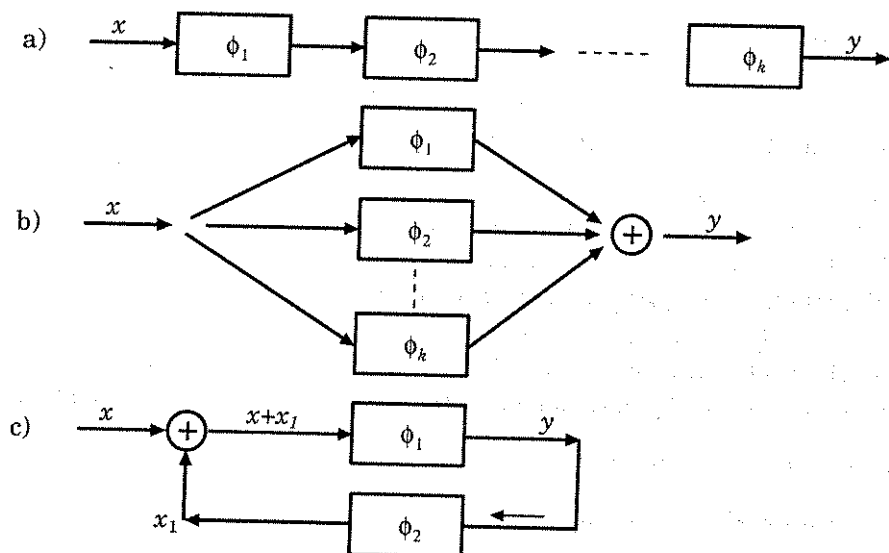 a) x ϕ₁ ϕ₂ ϕₖ y
ϕ₁
b) x ϕ₂ + y
ϕₖ
c) x + x+x₁ ϕ₁ y
x₁ ϕ₂